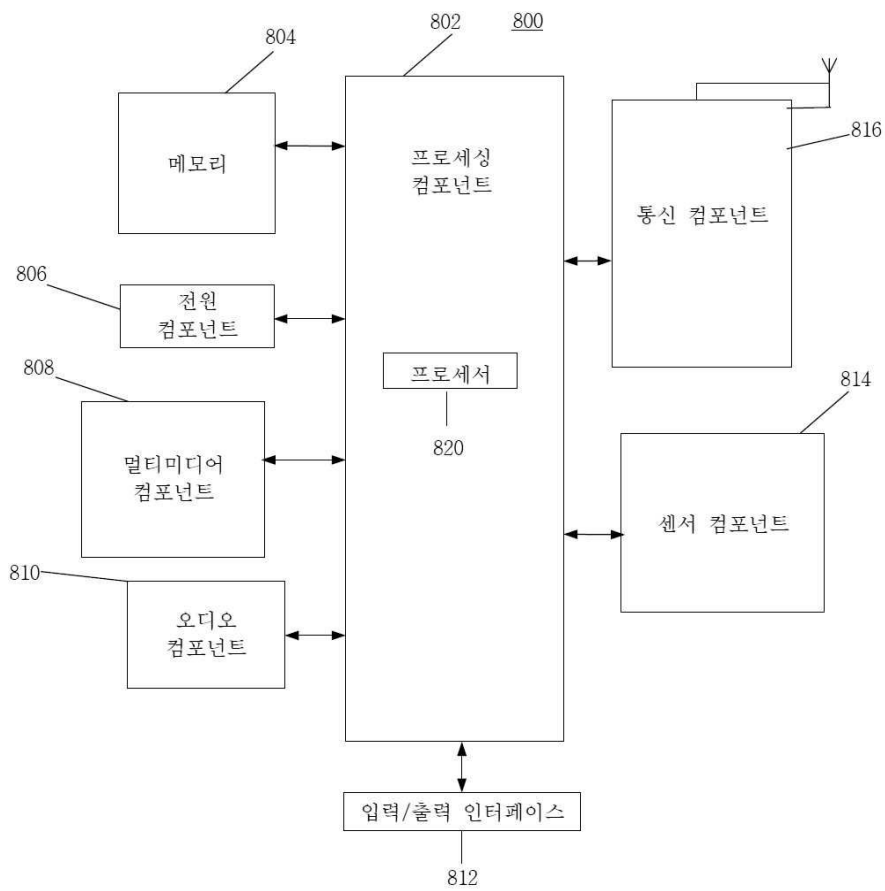 802
800
804
메모리
프로세싱
컴포넌트
816
통신 컴포넌트
806
전원
컴포넌트
808
프로세서
820
814
멀티미디어
컴포넌트
센서 컴포넌트
810
오디오
컴포넌트
입력/출력 인터페이스
812